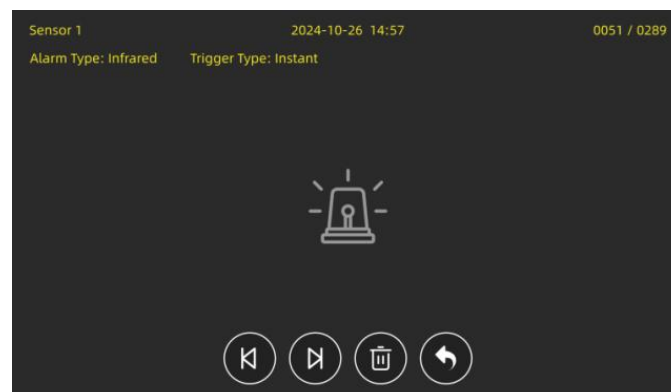 Sensor 1 2024-10-26 14:57 0051 / 0289
Alarm Type: Infrared Trigger Type: Instant